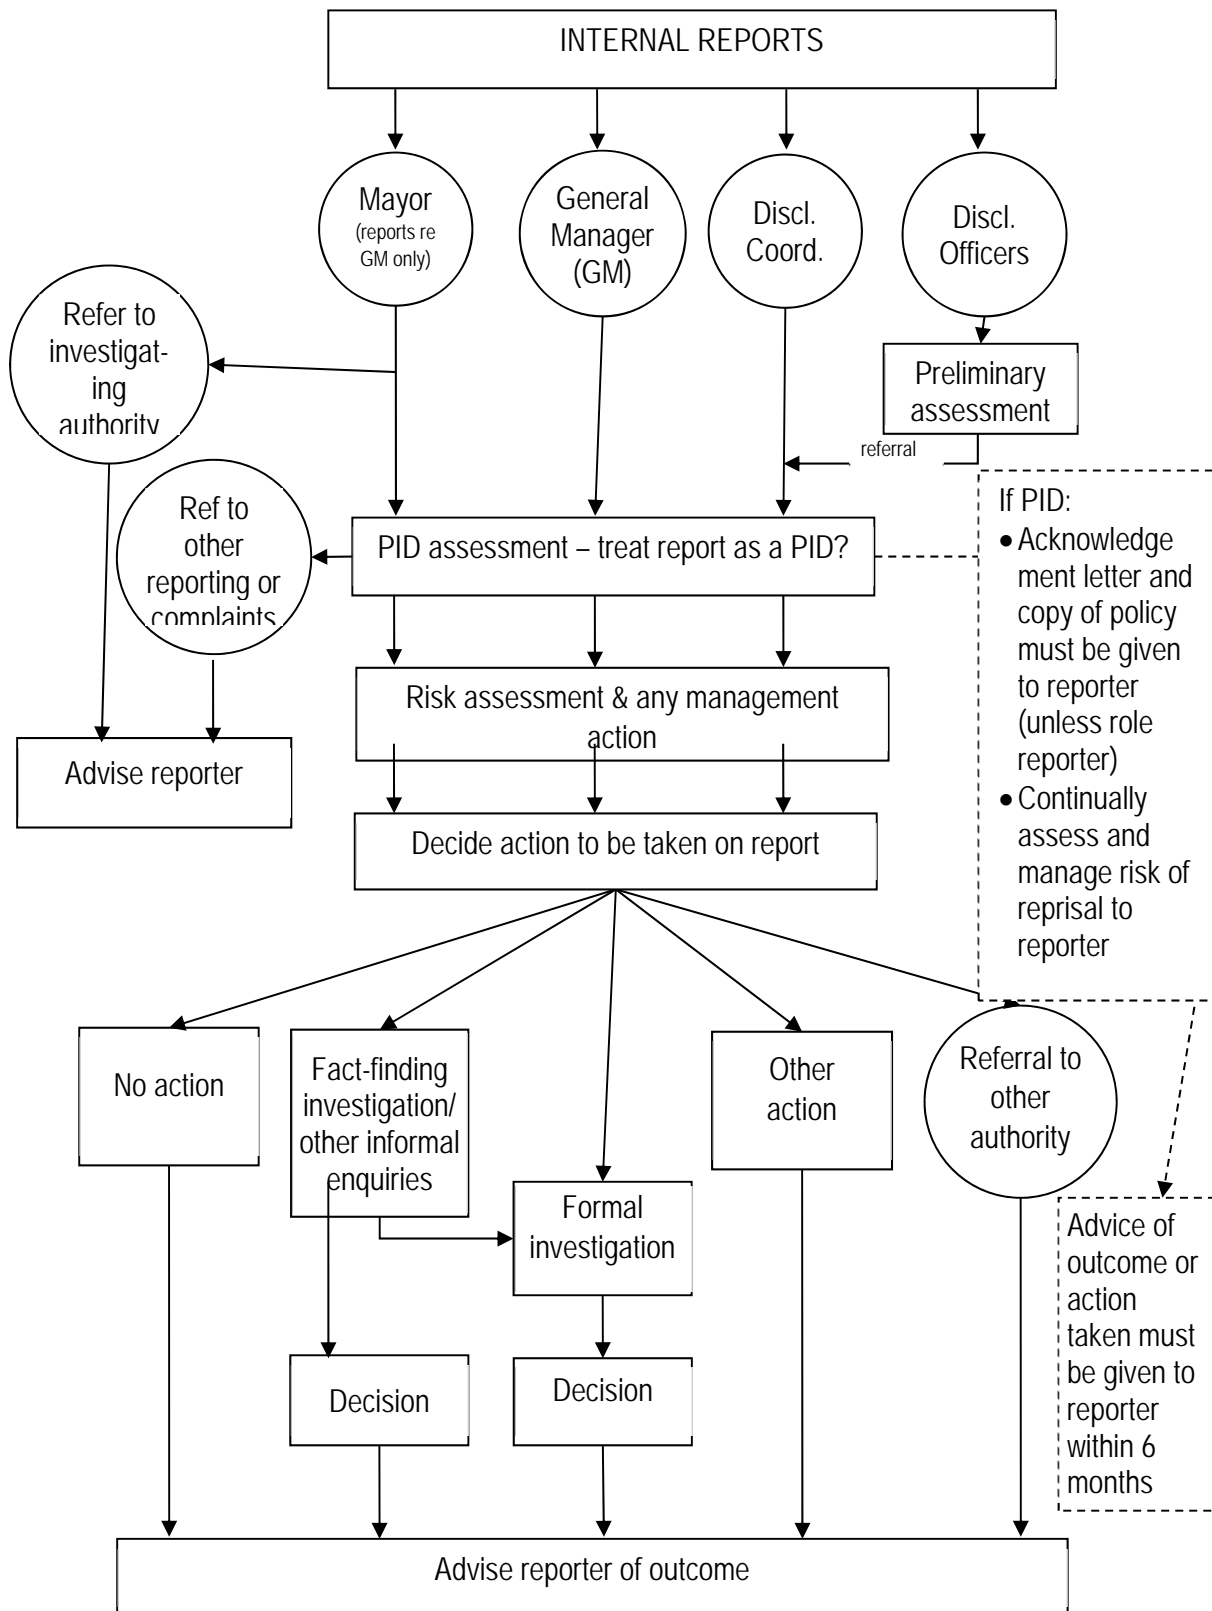 INTERNAL REPORTS
Mayor
(reports re
GM only)
General
Manager
(GM)
Discl.
Coord.
Discl.
Officers
Refer to
investigat-
ing
authority
Preliminary
assessment
referral
Ref to
other
reporting or
complaints
PID assessment – treat report as a PID?
If PID:
• Acknowledge
ment letter and
copy of policy
must be given
to reporter
(unless role
reporter)
• Continually
assess and
manage risk of
reprisal to
reporter
Risk assessment & any management
action
Advise reporter
Decide action to be taken on report
No action
Fact-finding
investigation/
other informal
enquiries
Formal
investigation
Other
action
Referral to
other
authority
Advice of
outcome or
action
taken must
be given to
reporter
within 6
months
Decision
Decision
Advise reporter of outcome